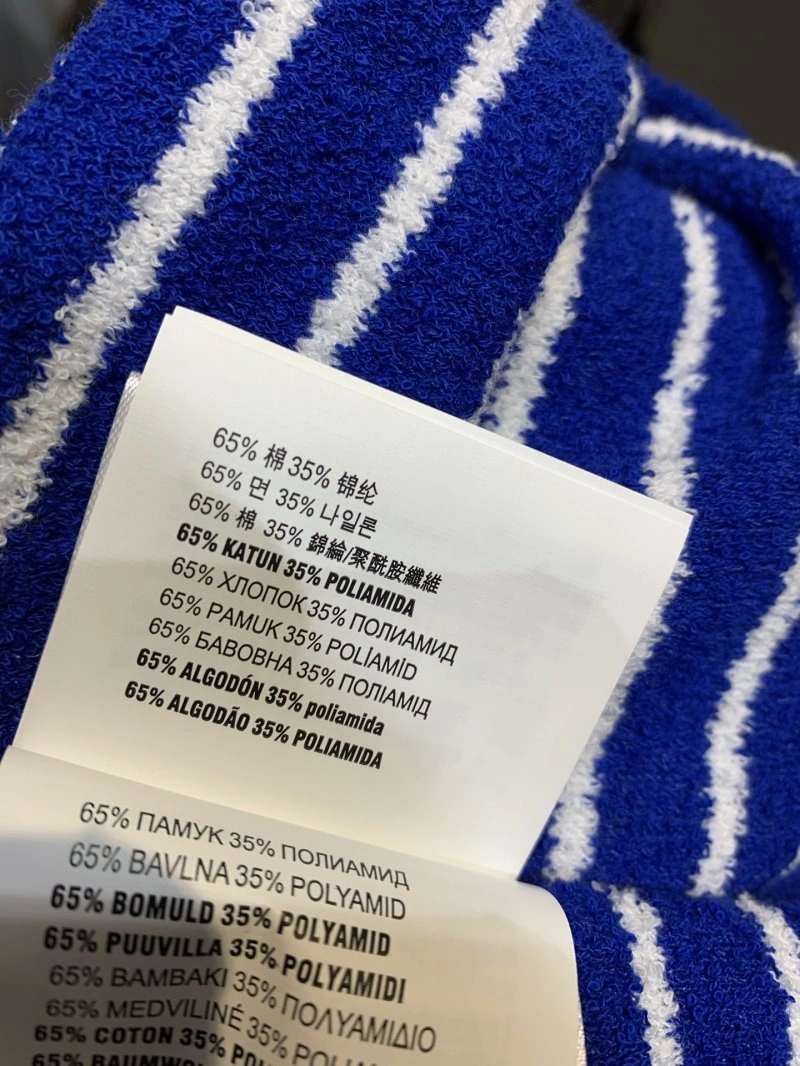 65% 棉 35% 锦纶
65% 면 35% 나일론
65% 棉 35% 錦綸/聚酰胺纖維
65% KATUN 35% POLIAMIDA
65% ХЛОПОК 35% ПОЛИАМИД
65% PAMUK 35% POLİAMİD
65% БАВОВНА 35% ПОЛІАМІД
65% ALGODÓN 35% poliamida
65% ALGODÃO 35% POLIAMIDA
65% ПАМУК 35% ПОЛИАМИД
65% BAVLNA 35% POLYAMID
65% BOMULD 35% POLYAMID
65% PUUVILLA 35% POLYAMIDI
65% ΒΑΜΒΑΚΙ 35% ΠΟΛΥΑΜΙΔΙΟ
65% MEDVILINĖ 35%
65% COTON 35%
65%